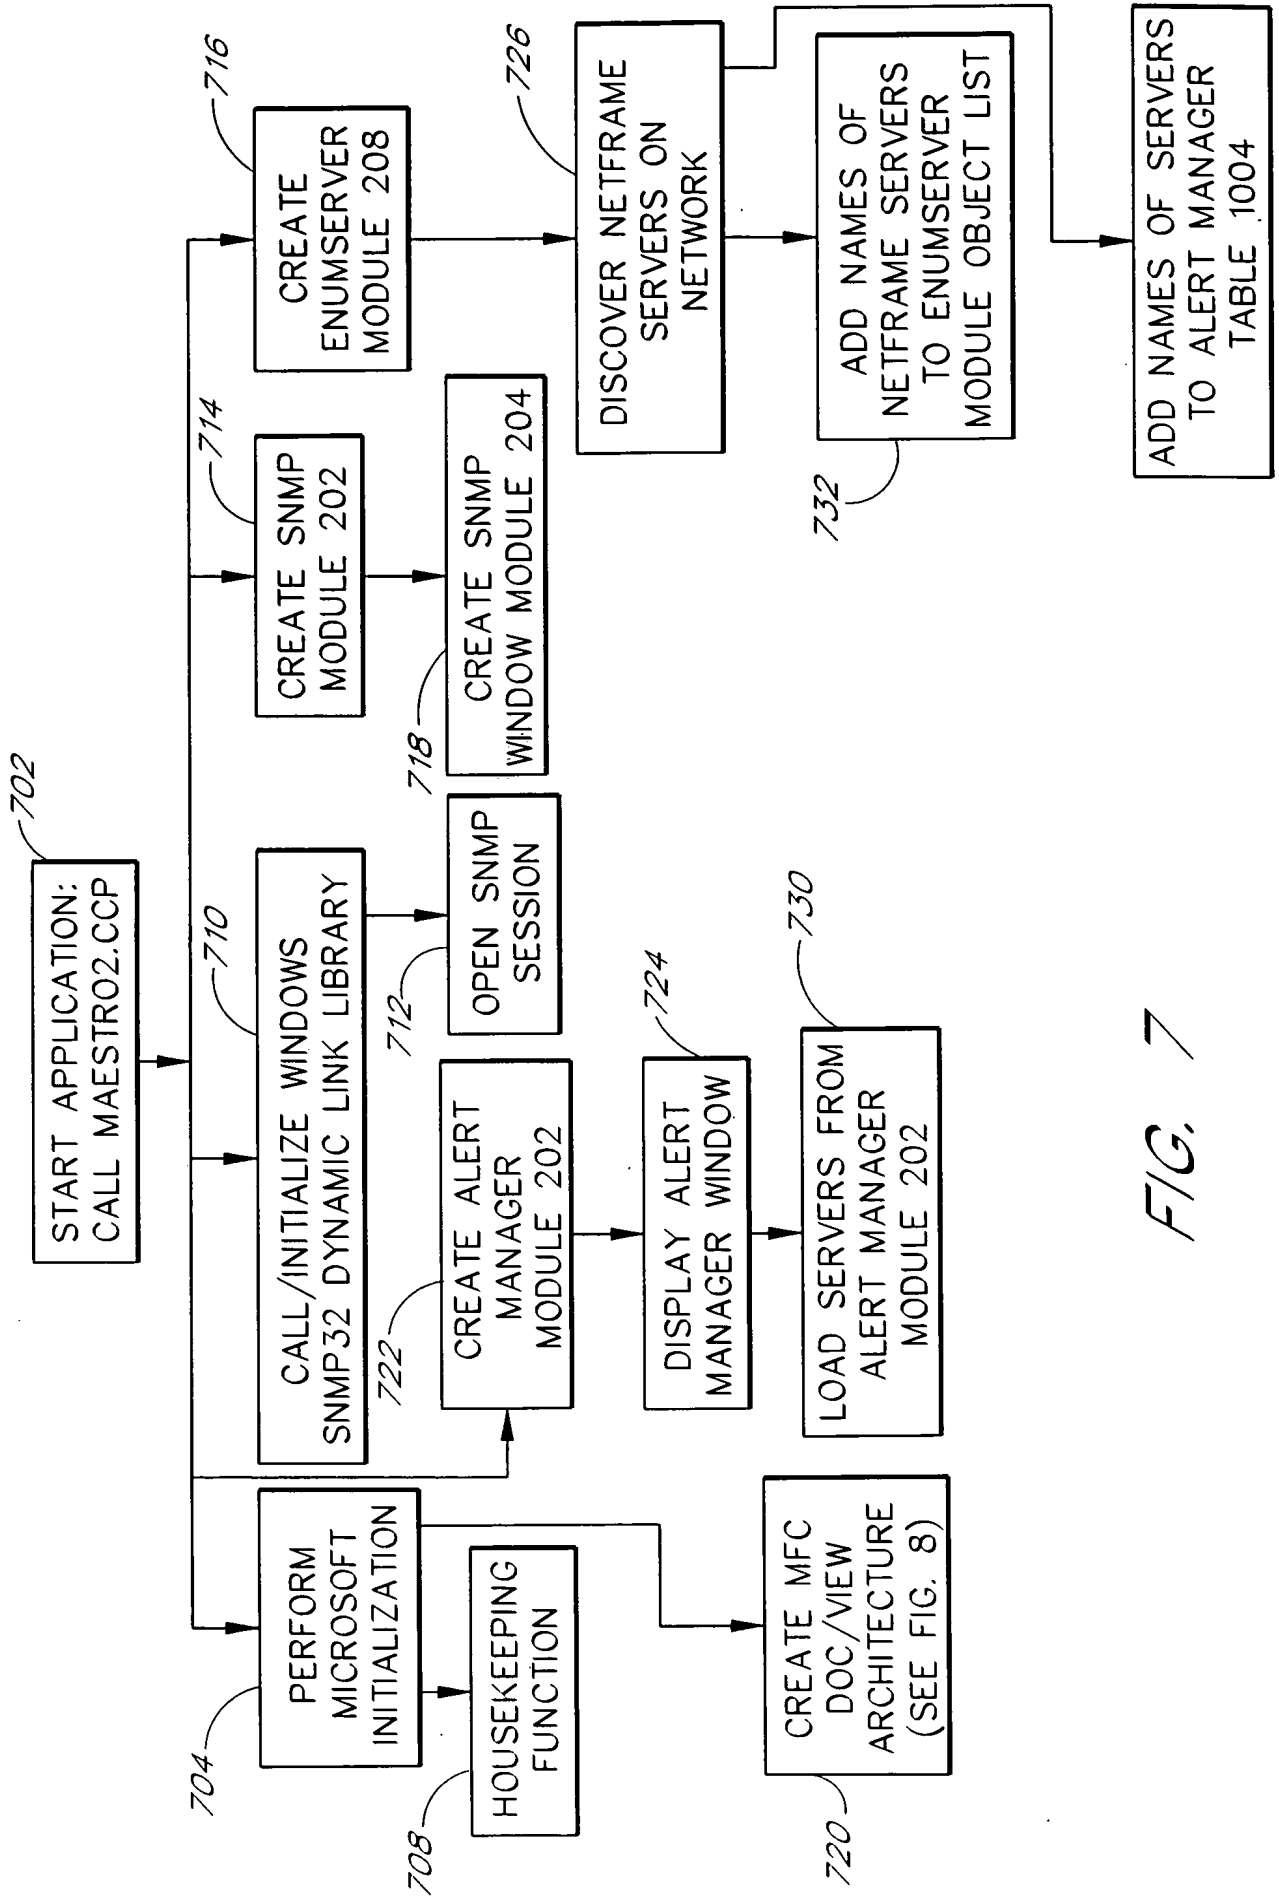 702
START APPLICATION:
CALL MAESTRO2.CCP
704
PERFORM
MICROSOFT
INITIALIZATION
708
HOUSEKEEPING
FUNCTION
720
CREATE MFC
DOC/VIEW
ARCHITECTURE
(SEE FIG. 8)
710
CALL/INITIALIZE WINDOWS
SNMP32 DYNAMIC LINK LIBRARY
712
OPEN SNMP
SESSION
722
CREATE ALERT
MANAGER
MODULE 202
724
DISPLAY ALERT
MANAGER WINDOW
730
LOAD SERVERS FROM
ALERT MANAGER
MODULE 202
714
CREATE SNMP
MODULE 202
718
CREATE SNMP
WINDOW MODULE 204
716
CREATE
ENUMSERVER
MODULE 208
726
DISCOVER NETFRAME
SERVERS ON
NETWORK
732
ADD NAMES OF
NETFRAME SERVERS
TO ENUMSERVER
MODULE OBJECT LIST
ADD NAMES OF SERVERS
TO ALERT MANAGER
TABLE 1004
FIG. 7